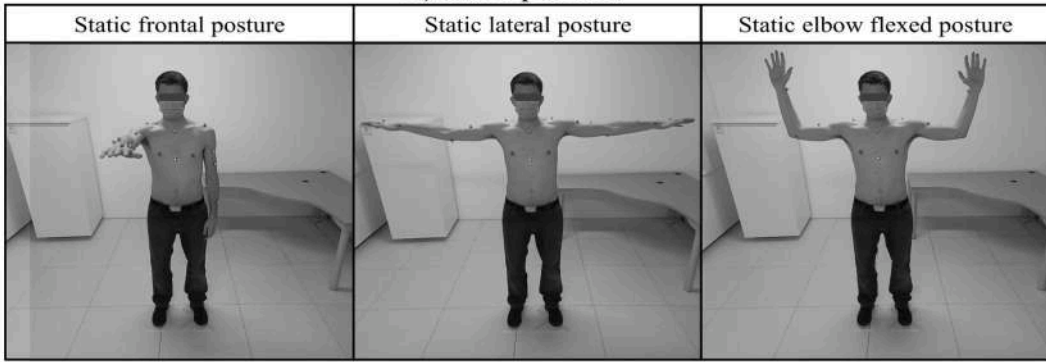 Static frontal posture
Static lateral posture
Static elbow flexed posture